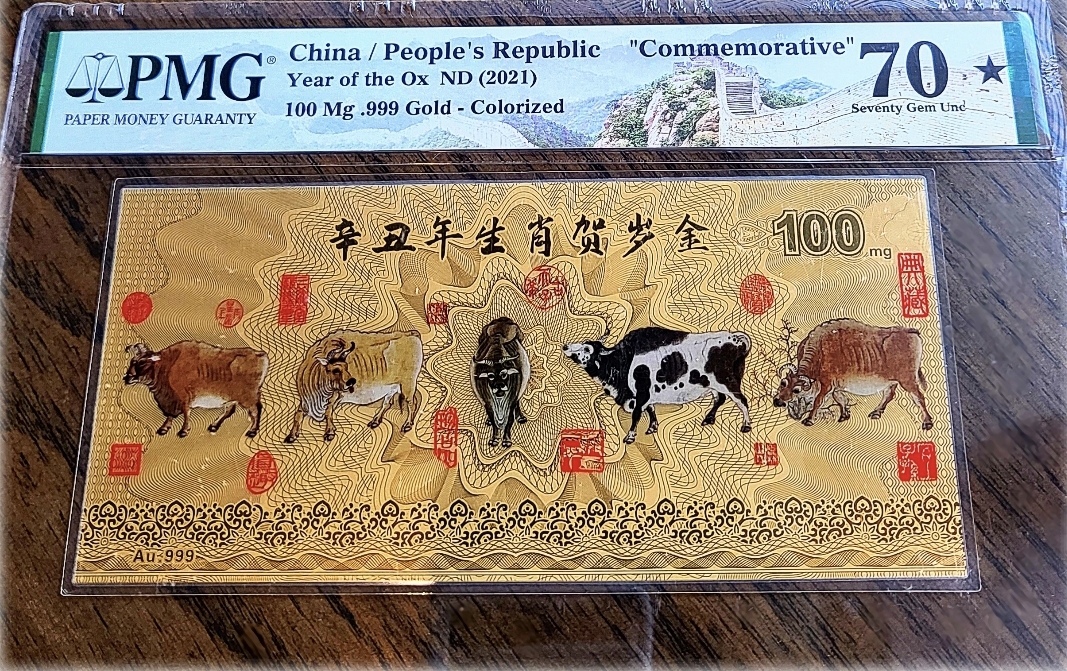 PMG®
PAPER MONEY GUARANTY
China / People's Republic "Commemorative"
Year of the Ox ND (2021)
100 Mg .999 Gold - Colorized
70 ★
Seventy Gem Unc
辛丑年生肖贺岁金
100 mg
Au:999